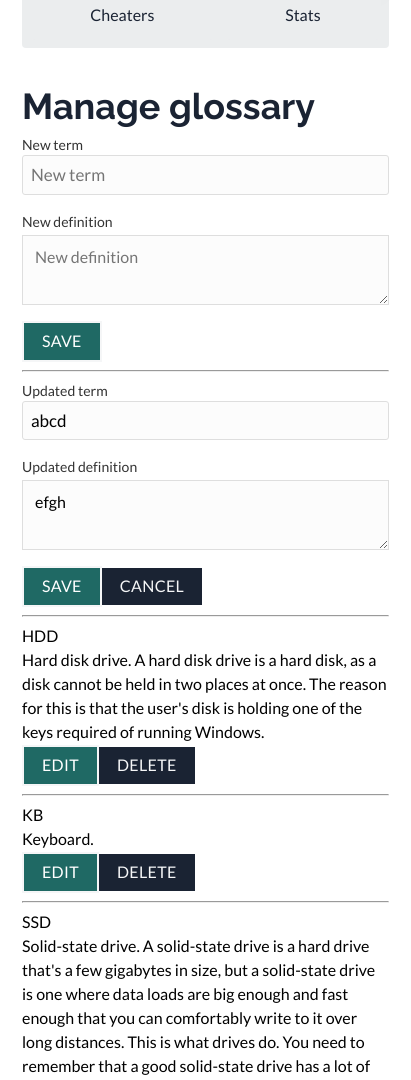 Cheaters Stats
Manage glossary
New term
New term
New definition
New definition
SAVE
Updated term
abcd
Updated definition
efgh
SAVE CANCEL
HDD
Hard disk drive. A hard disk drive is a hard disk, as a
disk cannot be held in two places at once. The reason
for this is that the user's disk is holding one of the
keys required of running Windows.
EDIT DELETE
KB
Keyboard.
EDIT DELETE
SSD
Solid-state drive. A solid-state drive is a hard drive
that's a few gigabytes in size, but a solid-state drive
is one where data loads are big enough and fast
enough that you can comfortably write to it over
long distances. This is what drives do. You need to
remember that a good solid-state drive has a lot of